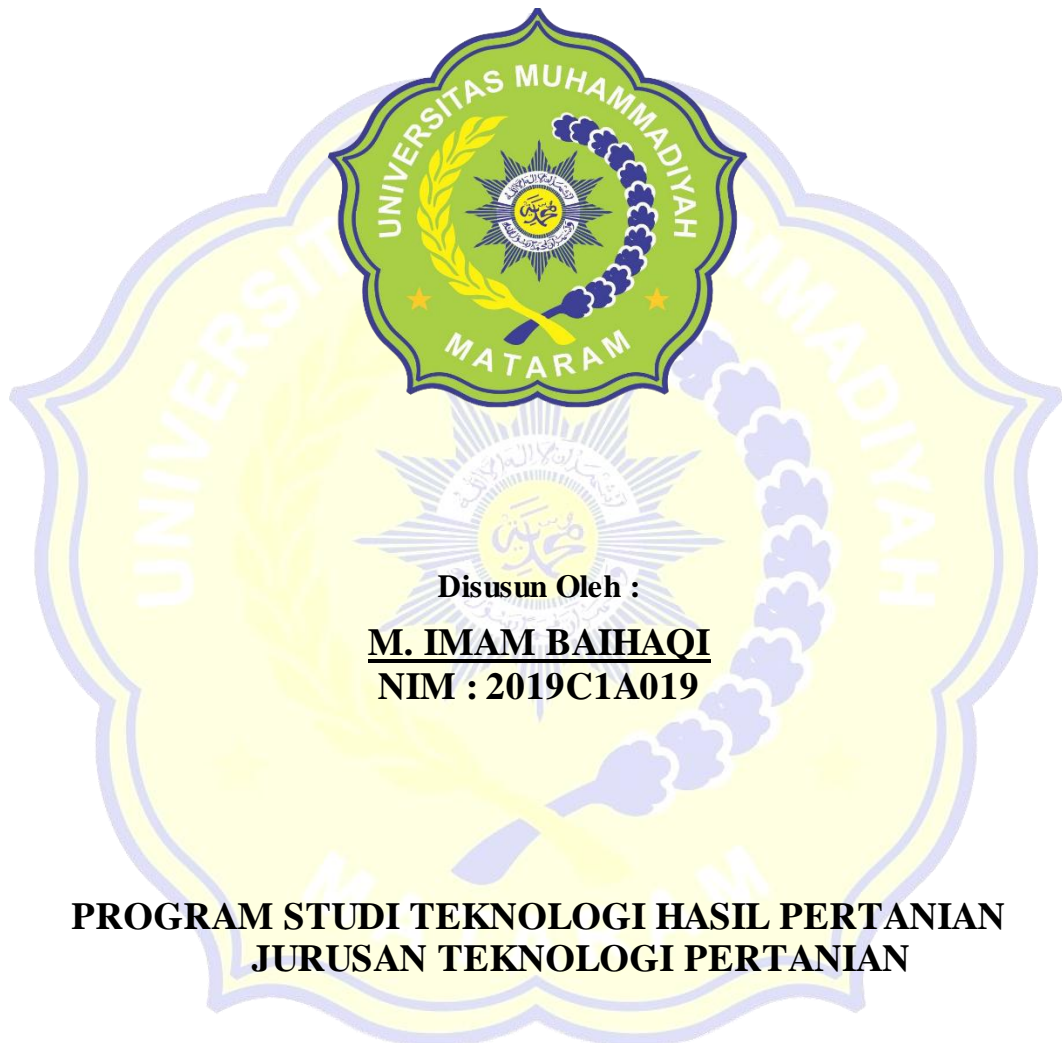 UNIVERSITAS MUHAMMADIYAH
MATARAM
Disusun Oleh :
M. IMAM BAIHAQI
NIM : 2019C1A019
PROGRAM STUDI TEKNOLOGI HASIL PERTANIAN
JURUSAN TEKNOLOGI PERTANIAN